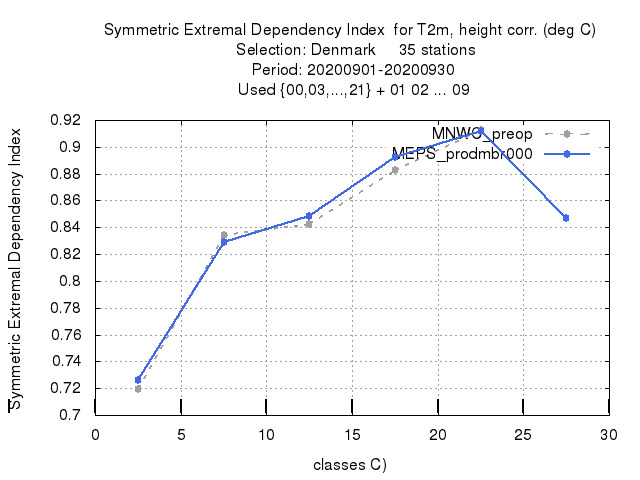 Symmetric Extremal Dependency Index for T2m, height corr. (deg C)
Selection: Denmark 35 stations
Period: 20200901-20200930
Used {00,03,...,21} + 01 02 ... 09
Symmetric Extremal Dependency Index
0.92
0.9
0.88
0.86
0.84
0.82
0.8
0.78
0.76
0.74
0.72
0.7
MNWC_preop
MEPS_prodmbr000
0 5 10 15 20 25 30
classes C)